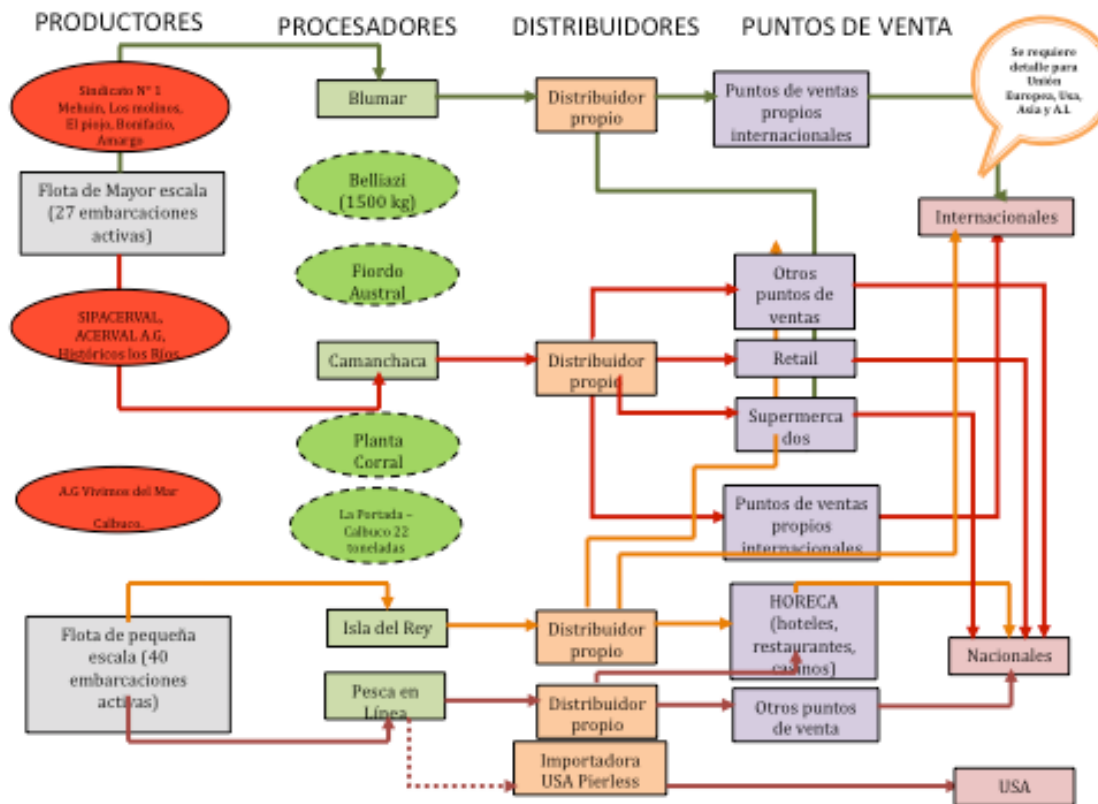 PRODUCTORES
PROCESADORES
DISTRIBUIDORES
PUNTOS DE VENTA
Sindicato N° 1
Mehuin, Los molinos,
El piojo, Bonifacio,
Amargo
Blumar
Distribuidor
propio
Puntos de ventas
propios
internacionales
Se requiere
detalle para
Unión
Europea, Usa,
Asia y A.L
Flota de Mayor escala
(27 embarcaciones
activas)
Belliazi
(1500 kg)
Internacionales
Fiordo
Austral
Otros
puntos de
ventas
SIPACERVAL,
ACERVAL A.G,
Históricos los Ríos.
Camanchaca
Distribuidor
propio
Retail
Supermerca
dos
Planta
Corral
A.G Vivimos del Mar
Calbuco.
La Portada –
Calbuco 22
toneladas
Puntos de ventas
propios
internacionales
Flota de pequeña
escala (40
embarcaciones
activas)
Isla del Rey
Distribuidor
propio
HORECA
(hoteles,
restaurantes,
casinos)
Nacionales
Pesca en
Línea
Distribuidor
propio
Otros puntos
de venta
Importadora
USA Pierless
USA